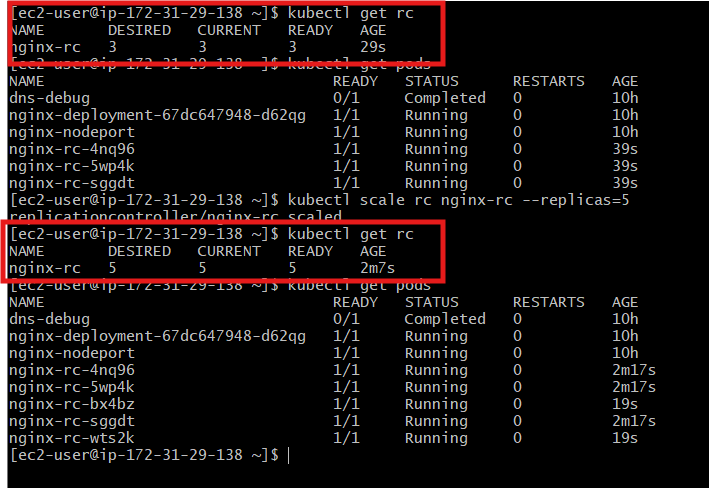 [ec2-user@ip-172-31-29-138 ~]$ kubectl get rc
NAME DESIRED CURRENT READY AGE
nginx-rc 3 3 3 29s
[ec2-user@ip-172-31-29-138 ~]$ kubectl get pods
NAME READY STATUS RESTARTS AGE
dns-debug 0/1 Completed 0 10h
nginx-deployment-67dc647948-d62qg 1/1 Running 0 10h
nginx-nodeport 1/1 Running 0 10h
nginx-rc-4nq96 1/1 Running 0 39s
nginx-rc-5wp4k 1/1 Running 0 39s
nginx-rc-sggdt 1/1 Running 0 39s
[ec2-user@ip-172-31-29-138 ~]$ kubectl scale rc nginx-rc --replicas=5
replicationcontroller/nginx-rc scaled
[ec2-user@ip-172-31-29-138 ~]$ kubectl get rc
NAME DESIRED CURRENT READY AGE
nginx-rc 5 5 5 2m7s
[ec2-user@ip-172-31-29-138 ~]$ kubectl get pods
NAME READY STATUS RESTARTS AGE
dns-debug 0/1 Completed 0 10h
nginx-deployment-67dc647948-d62qg 1/1 Running 0 10h
nginx-nodeport 1/1 Running 0 10h
nginx-rc-4nq96 1/1 Running 0 2m17s
nginx-rc-5wp4k 1/1 Running 0 2m17s
nginx-rc-bx4bz 1/1 Running 0 19s
nginx-rc-sggdt 1/1 Running 0 2m17s
nginx-rc-wts2k 1/1 Running 0 19s
[ec2-user@ip-172-31-29-138 ~]$